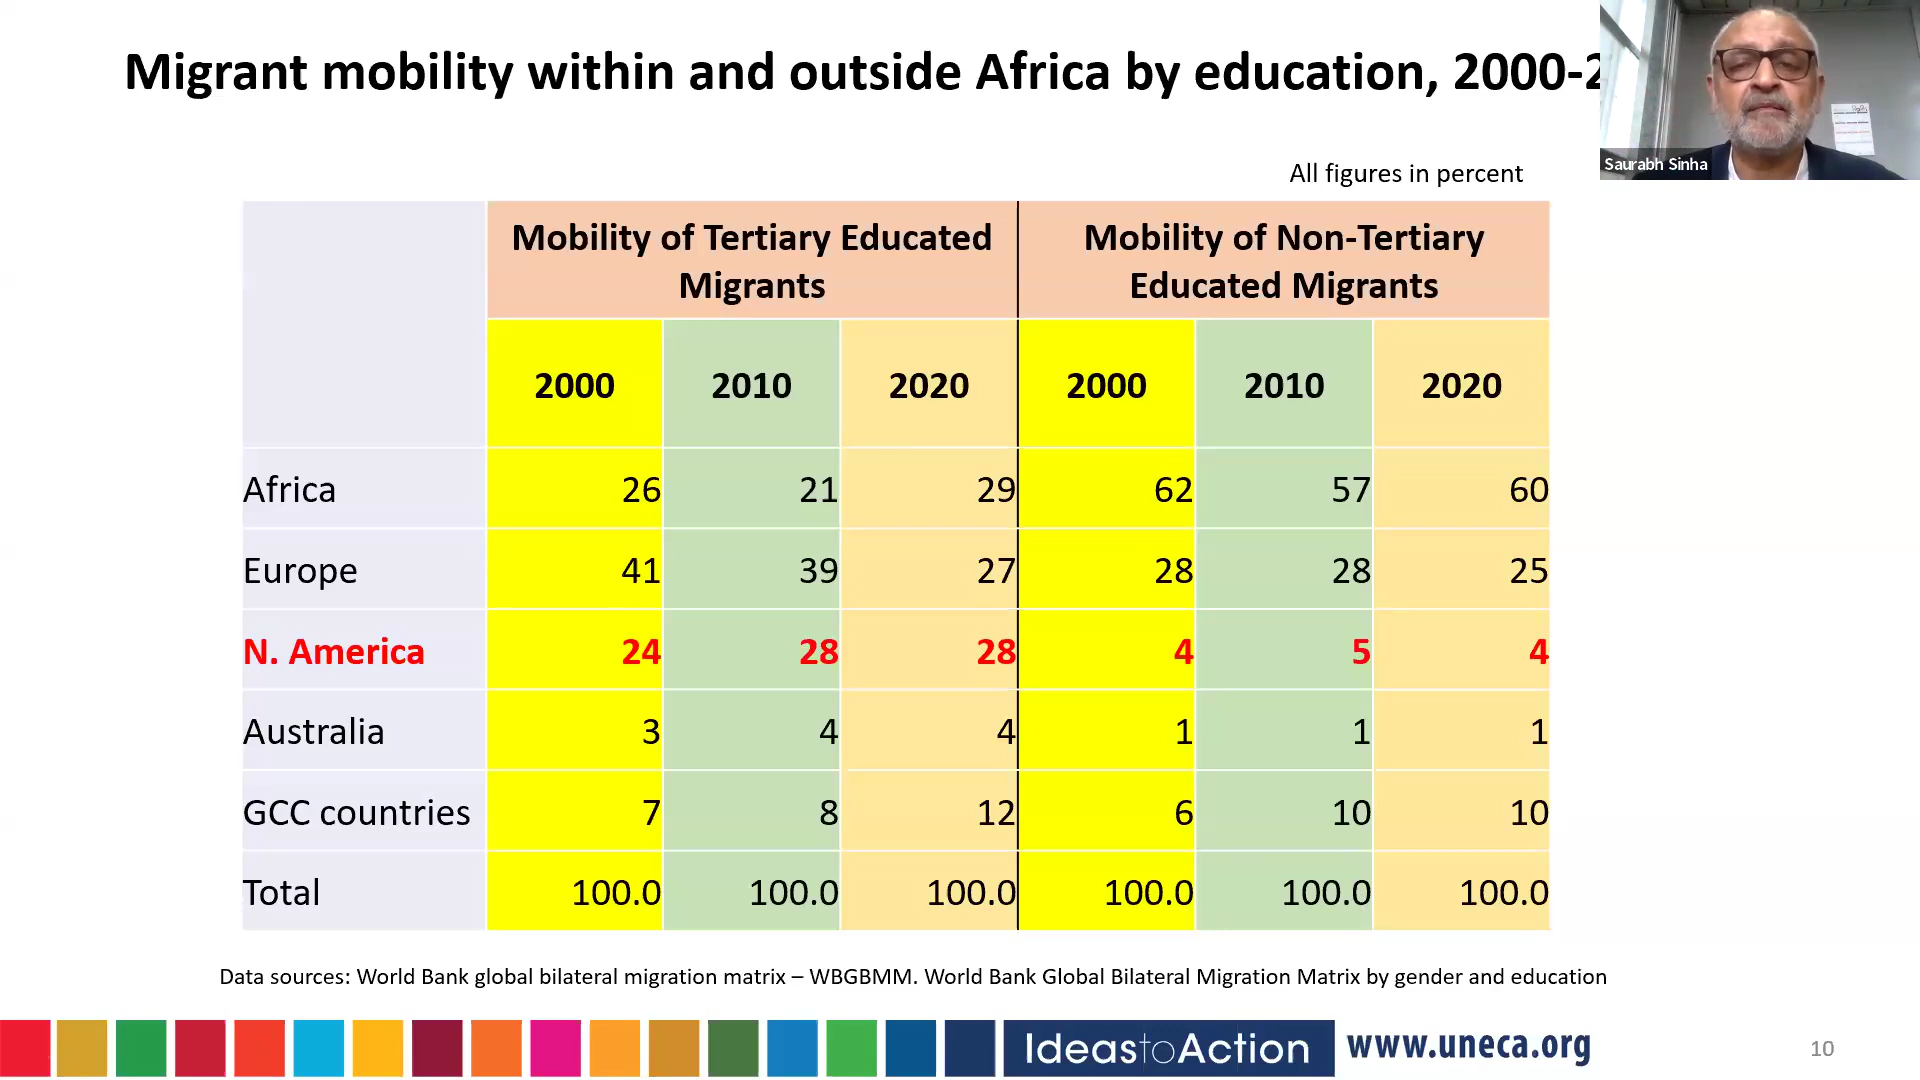 Migrant mobility within and outside Africa by education, 2000-2
Saurabh Sinha
All figures in percent
Mobility of Tertiary Educated Migrants
Mobility of Non-Tertiary Educated Migrants
2000 2010 2020 2000 2010 2020
Africa 26 21 29 62 57 60
Europe 41 39 27 28 28 25
N. America 24 28 28 4 5 4
Australia 3 4 4 1 1 1
GCC countries 7 8 12 6 10 10
Total 100.0 100.0 100.0 100.0 100.0 100.0
Data sources: World Bank global bilateral migration matrix – WBGBMM. World Bank Global Bilateral Migration Matrix by gender and education
IdeastoAction www.uneca.org
10